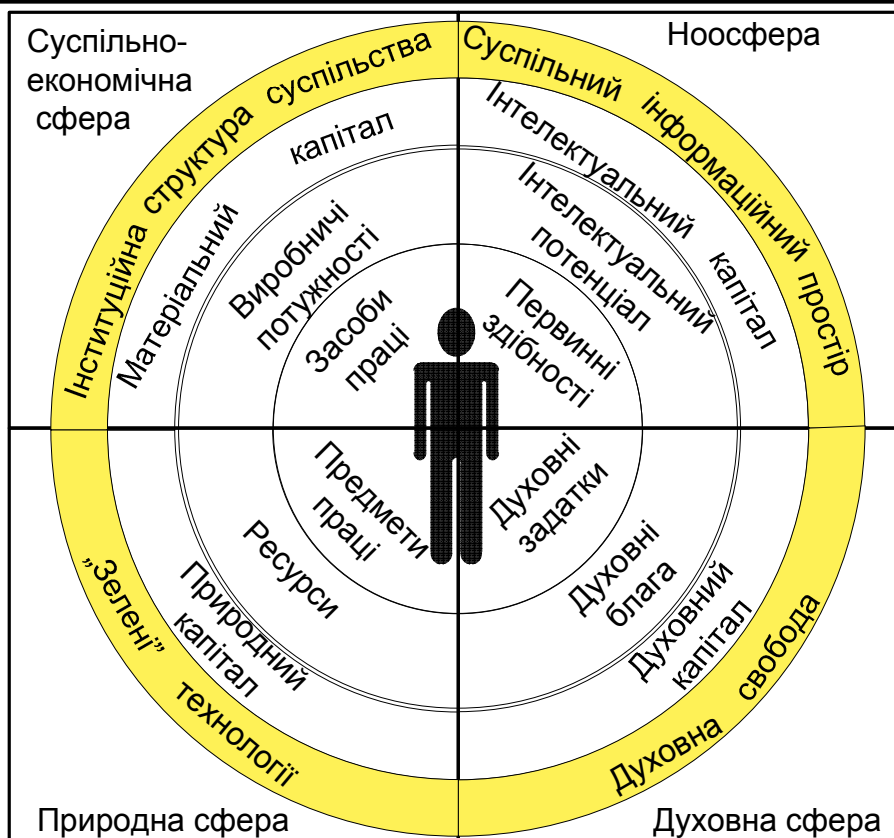 Суспільно-
економічна
сфера
Ноосфера
Інституційна структура суспільства
Суспільний інформаційний простір
Матеріальний капітал
Інтелектуальний капітал
Виробничі
потужності
Інтелектуальний
потенціал
Засоби
праці
Первинні
здібності
Предмети
праці
Духовні
задатки
Ресурси
Духовні
блага
Природний
капітал
Духовний
капітал
„Зелені” технології
Духовна свобода
Природна сфера
Духовна сфера